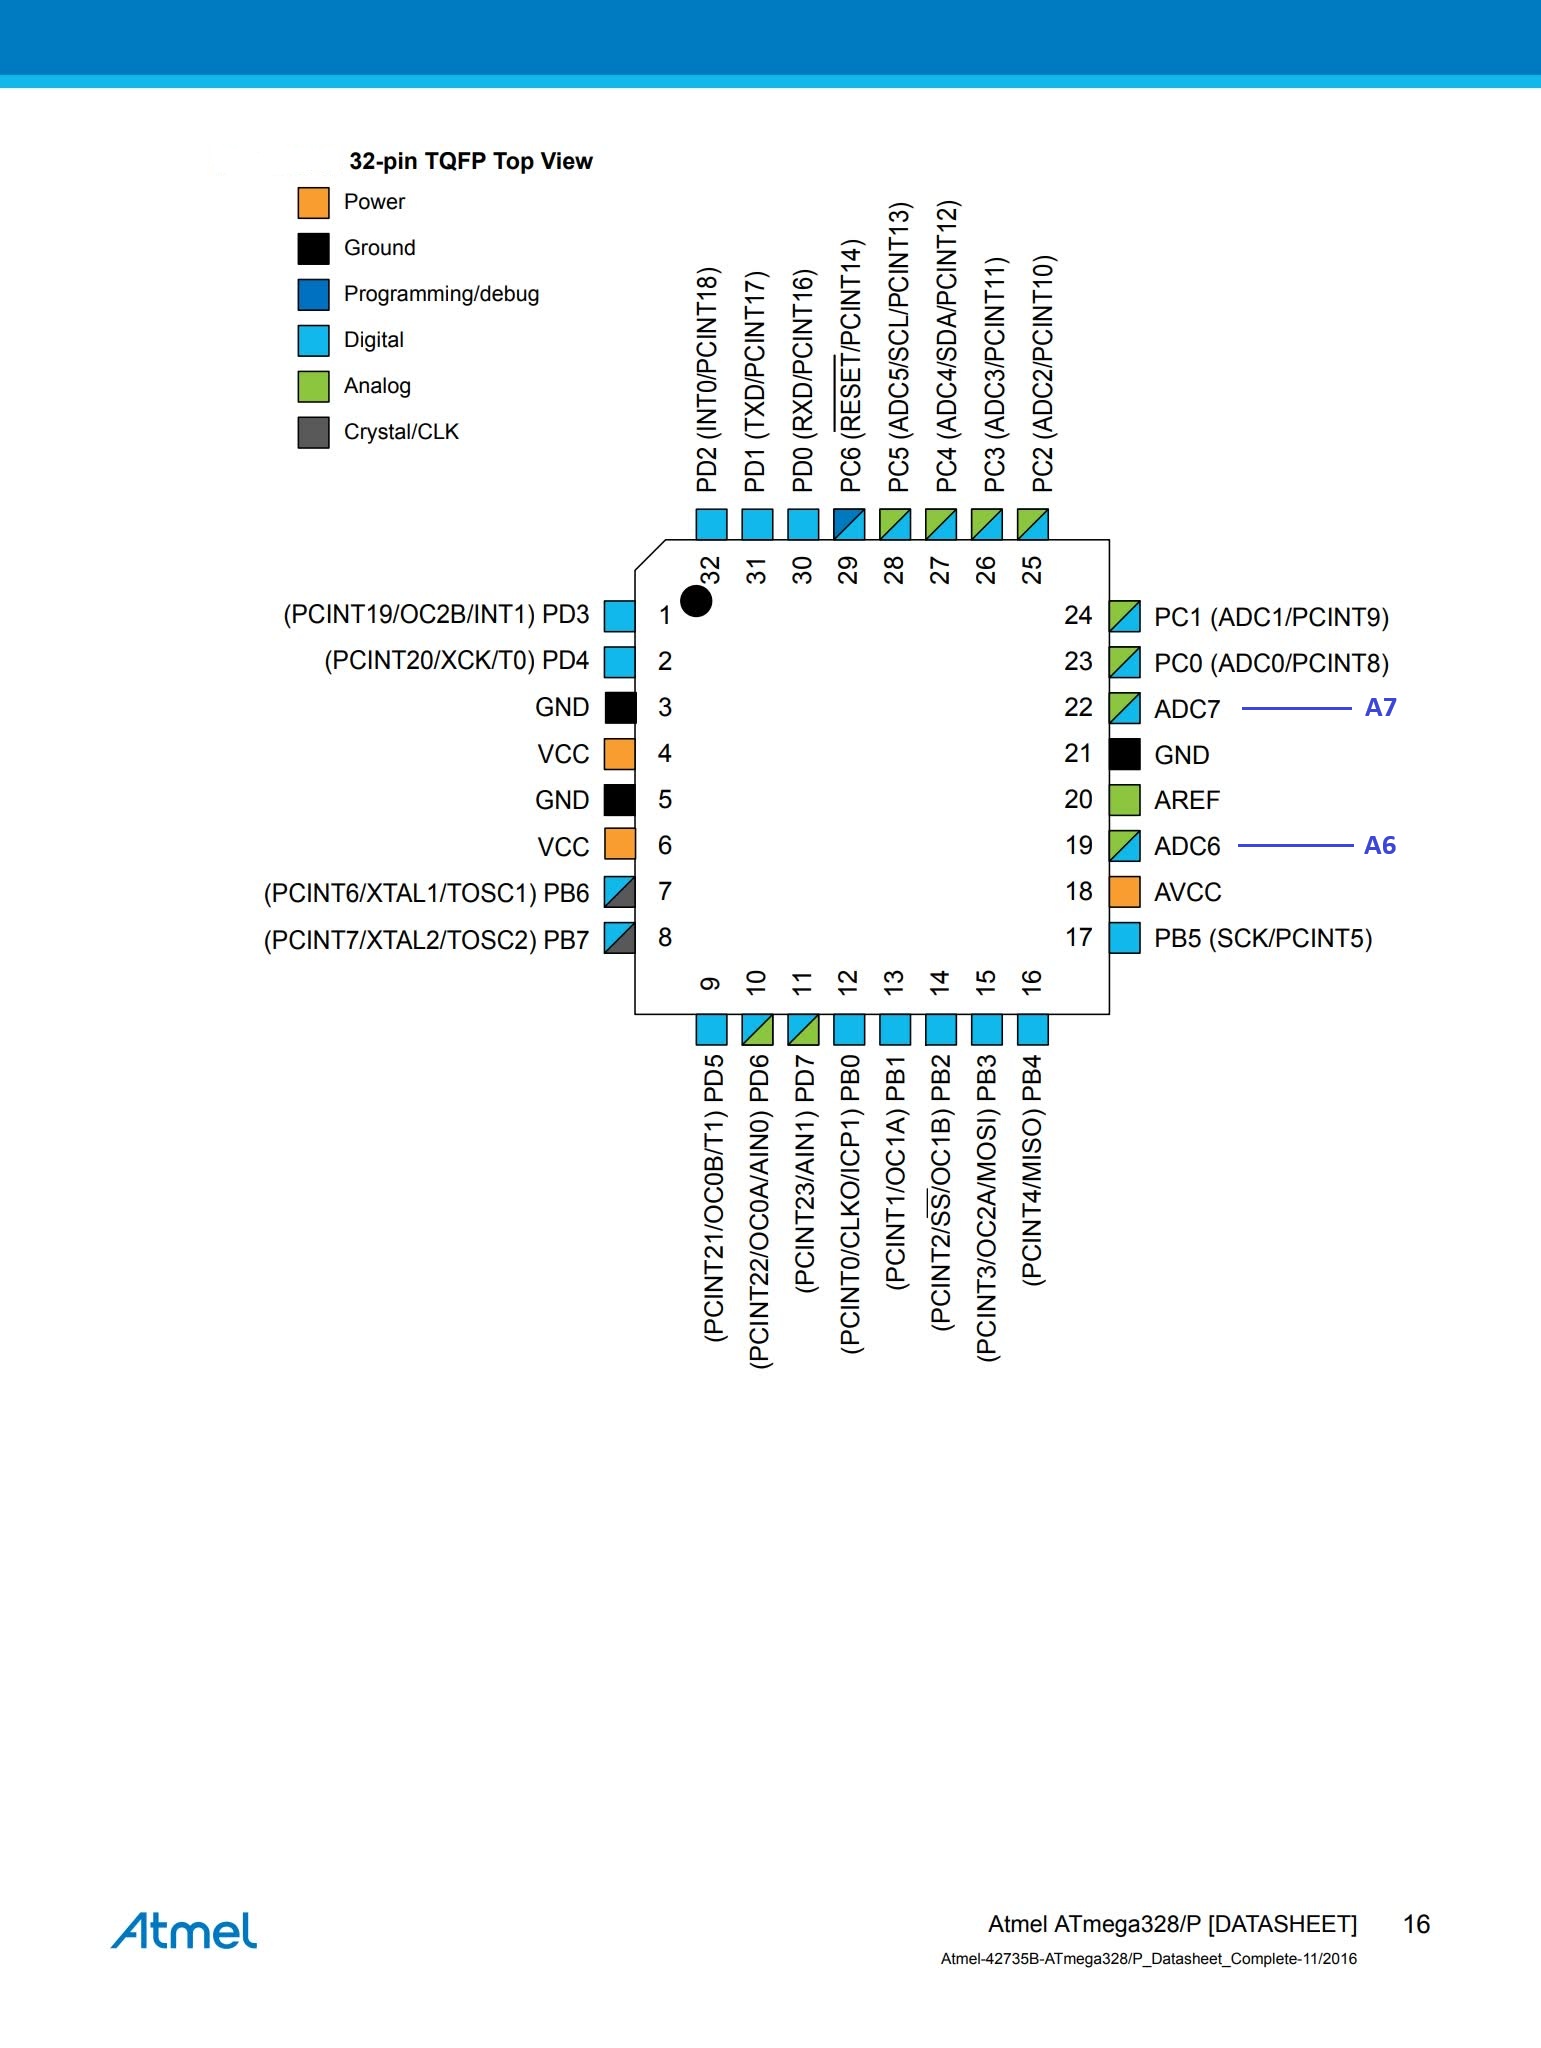 32-pin TQFP Top View
Power
Ground
Programming/debug
Digital
Analog
Crystal/CLK
PD2 (INT0/PCINT18)
PD1 (TXD/PCINT17)
PD0 (RXD/PCINT16)
PC6 (RESET/PCINT14)
PC5 (ADC5/SCL/PCINT13)
PC4 (ADC4/SDA/PCINT12)
PC3 (ADC3/PCINT11)
PC2 (ADC2/PCINT10)
32 31 30 29 28 27 26 25
(PCINT19/OC2B/INT1) PD3 1
(PCINT20/XCK/T0) PD4 2
GND 3
VCC 4
GND 5
VCC 6
(PCINT6/XTAL1/TOSC1) PB6 7
(PCINT7/XTAL2/TOSC2) PB7 8
24 PC1 (ADC1/PCINT9)
23 PC0 (ADC0/PCINT8)
22 ADC7 A7
21 GND
20 AREF
19 ADC6 A6
18 AVCC
17 PB5 (SCK/PCINT5)
9 10 11 12 13 14 15 16
(PCINT21/OC0B/T1) PD5
(PCINT22/OC0A/AIN0) PD6
(PCINT23/AIN1) PD7
(PCINT0/CLKO/ICP1) PB0
(PCINT1/OC1A) PB1
(PCINT2/SS/OC1B) PB2
(PCINT3/OC2A/MOSI) PB3
(PCINT4/MISO) PB4
Atmel
Atmel ATmega328/P [DATASHEET] 16
Atmel-42735B-ATmega328/P_Datasheet_Complete-11/2016